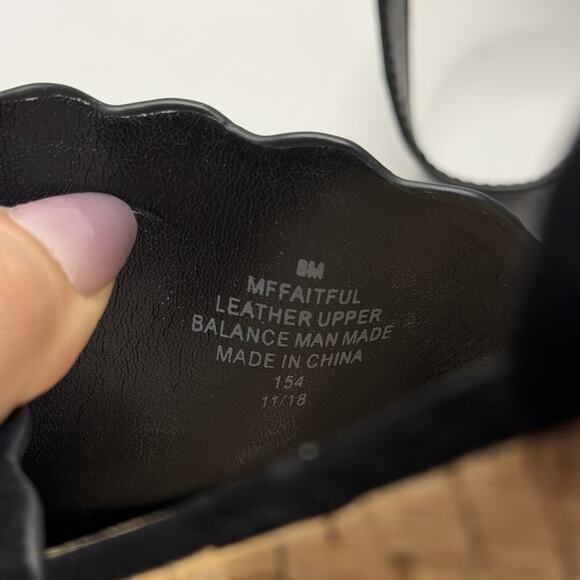 8M
MFFAITFUL
LEATHER UPPER
BALANCE MAN MADE
MADE IN CHINA
154
11/18